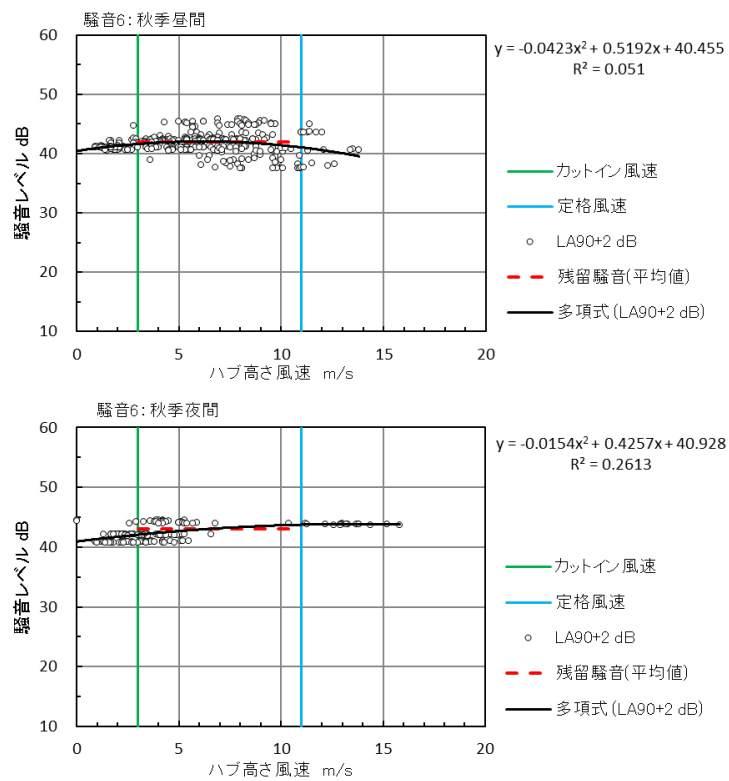 騒音6：秋季昼間
y = -0.0423x² + 0.5192x + 40.455
R² = 0.051
60
50
40
30
20
10
騒音レベル dB
0
5
10
15
20
ハブ高さ風速 m/s
カットイン風速
定格風速
LA90+2 dB
残留騒音(平均値)
多項式 (LA90+2 dB)
騒音6：秋季夜間
y = -0.0154x² + 0.4257x + 40.928
R² = 0.2613
60
50
40
30
20
10
騒音レベル dB
0
5
10
15
20
ハブ高さ風速 m/s
カットイン風速
定格風速
LA90+2 dB
残留騒音(平均値)
多項式 (LA90+2 dB)